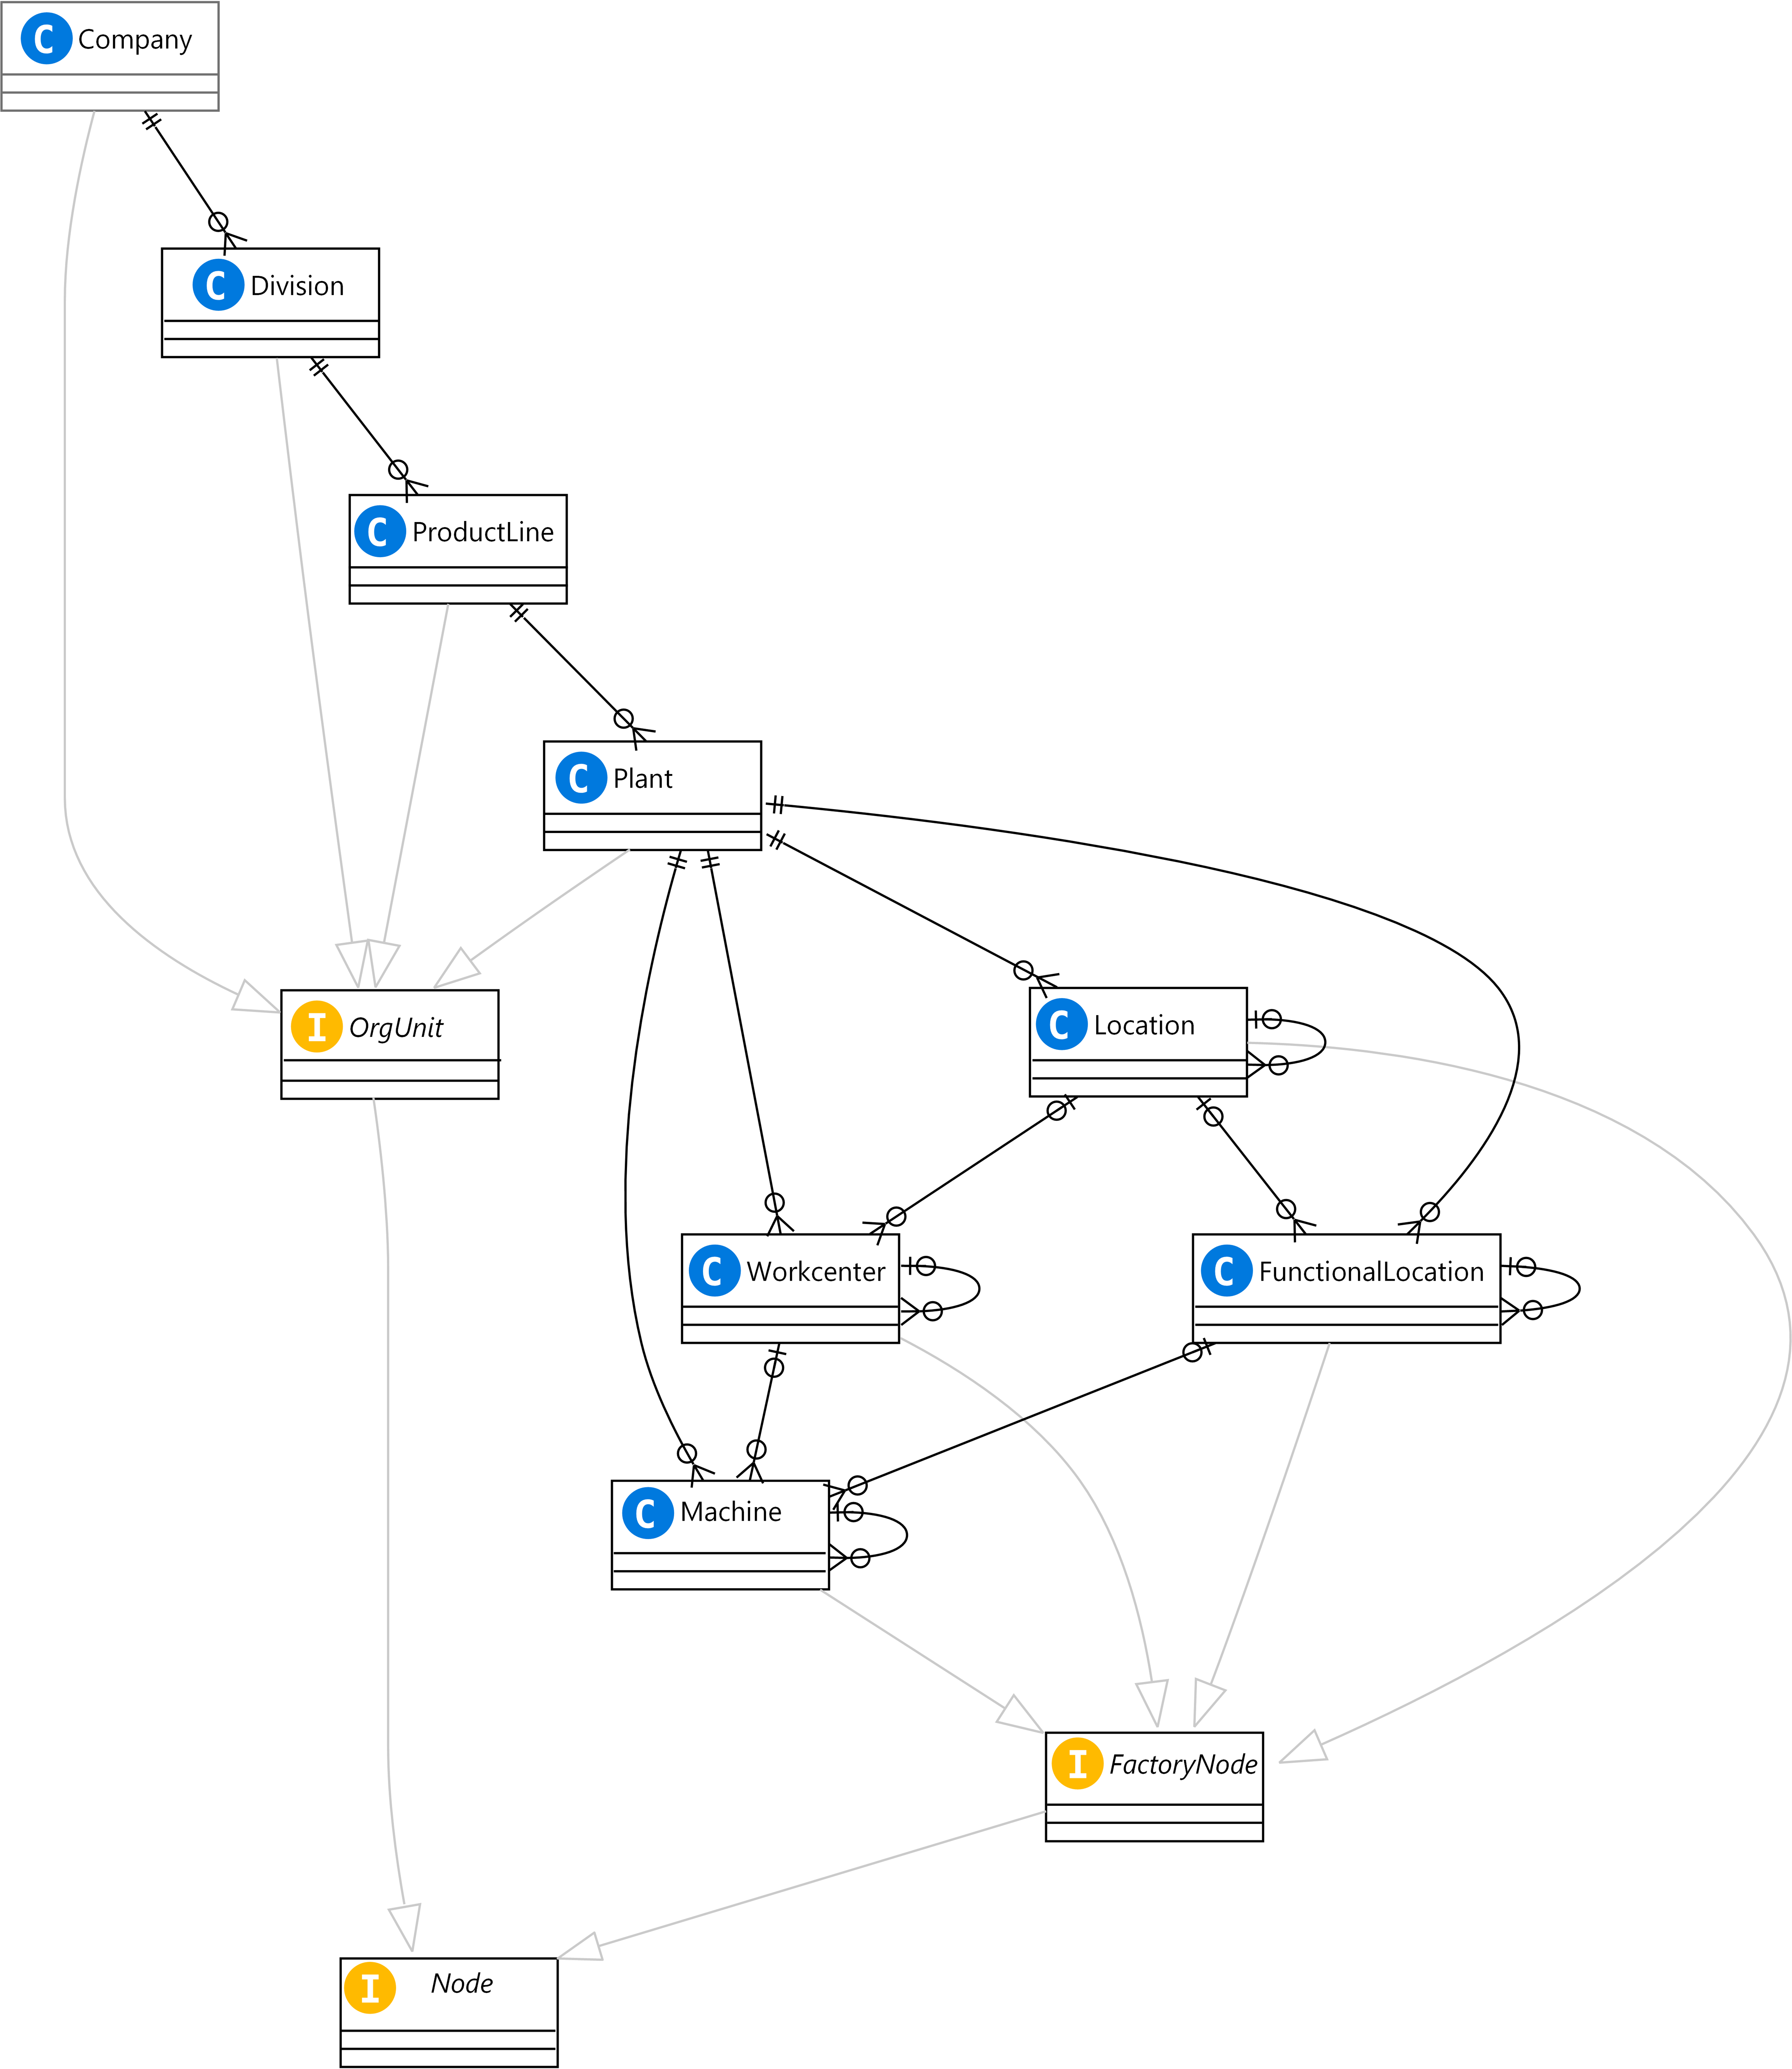 C Company
C Division
C ProductLine
C Plant
I OrgUnit
C Location
C Workcenter
C FunctionalLocation
C Machine
I FactoryNode
I Node